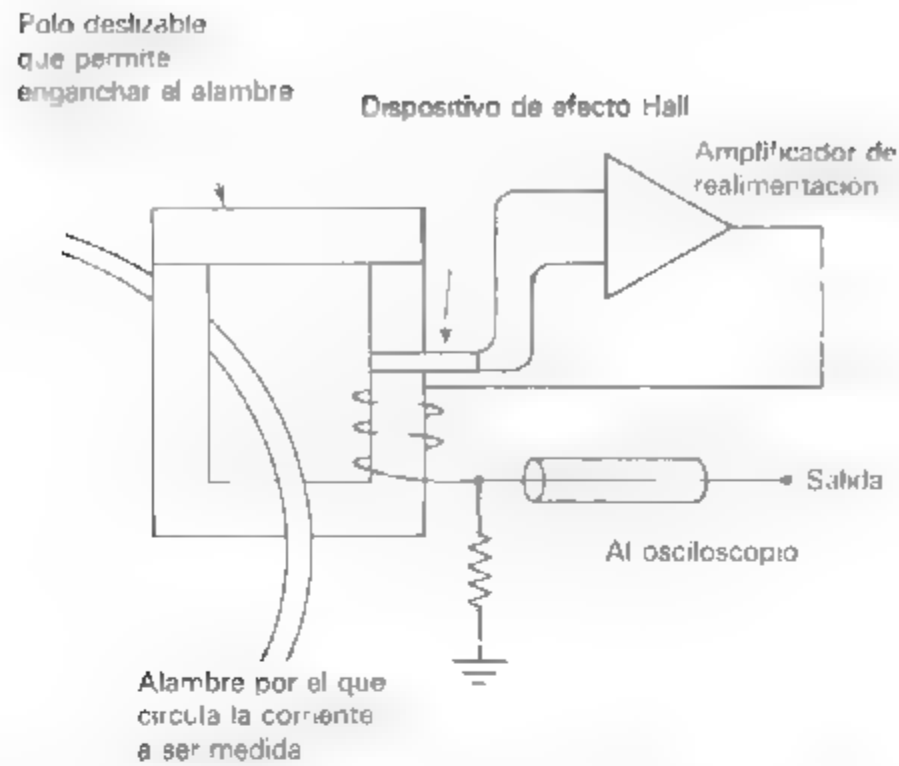 Polo deslizable
que permite
enganchar el alambre
Dispositivo de efecto Hall
Amplificador de
realimentación
Salida
Al osciloscopio
Alambre por el que
circula la corriente
a ser medida